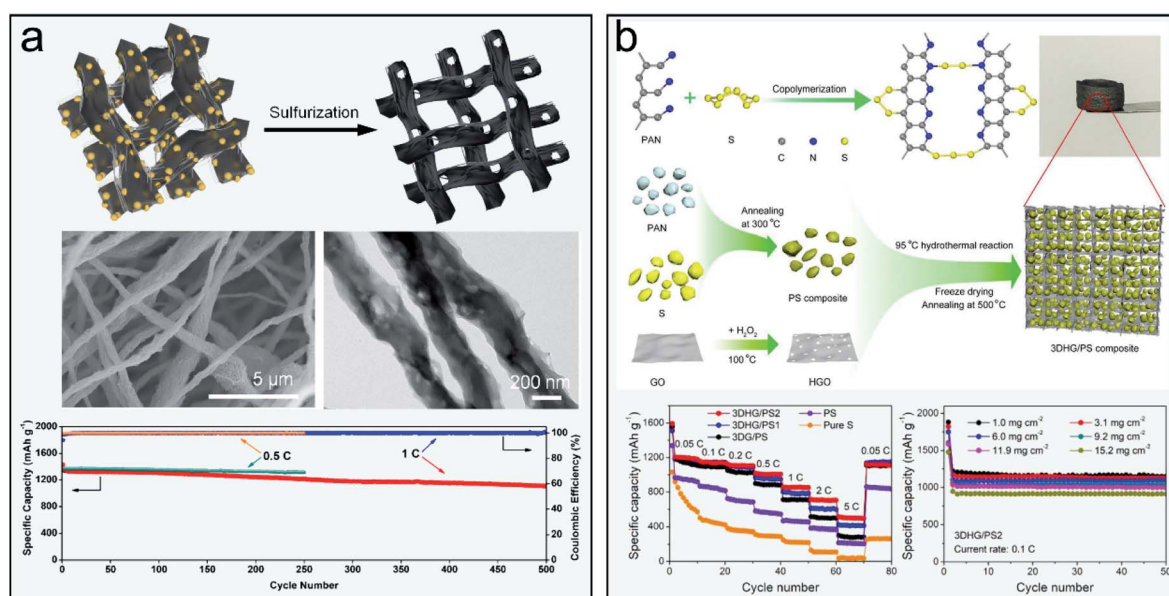 a
Sulfurization
5 μm
200 nm
Specific Capacity (mAh g⁻¹)
2000
1600
1200
800
400
0
0.5 C
1 C
100
80
60
40
20
0
Coulombic Efficiency (%)
0 50 100 150 200 250 300 350 400 450 500
Cycle Number
b
PAN
+
S
Copolymerization
C N S
PAN
S
Annealing
at 300 °C
PS composite
95 °C hydrothermal reaction
Freeze drying
Annealing at 500 °C
3DHG/PS composite
GO
+ H₂O₂
100 °C
HGO
Specific Capacity (mAh g⁻¹)
1600
1200
800
400
0
3DHG/PS2 PS
3DHG/PS1 Pure S
3DG/PS
0.05 C 0.1 C 0.2 C 0.5 C 1 C 2 C 5 C 0.05 C
0 20 40 60 80
Cycle number
Specific Capacity (mAh g⁻¹)
2000
1500
1000
500
0
1.0 mg cm⁻² 3.1 mg cm⁻²
6.0 mg cm⁻² 9.2 mg cm⁻²
11.9 mg cm⁻² 15.2 mg cm⁻²
3DHG/PS2
Current rate: 0.1 C
0 10 20 30 40 50
Cycle number